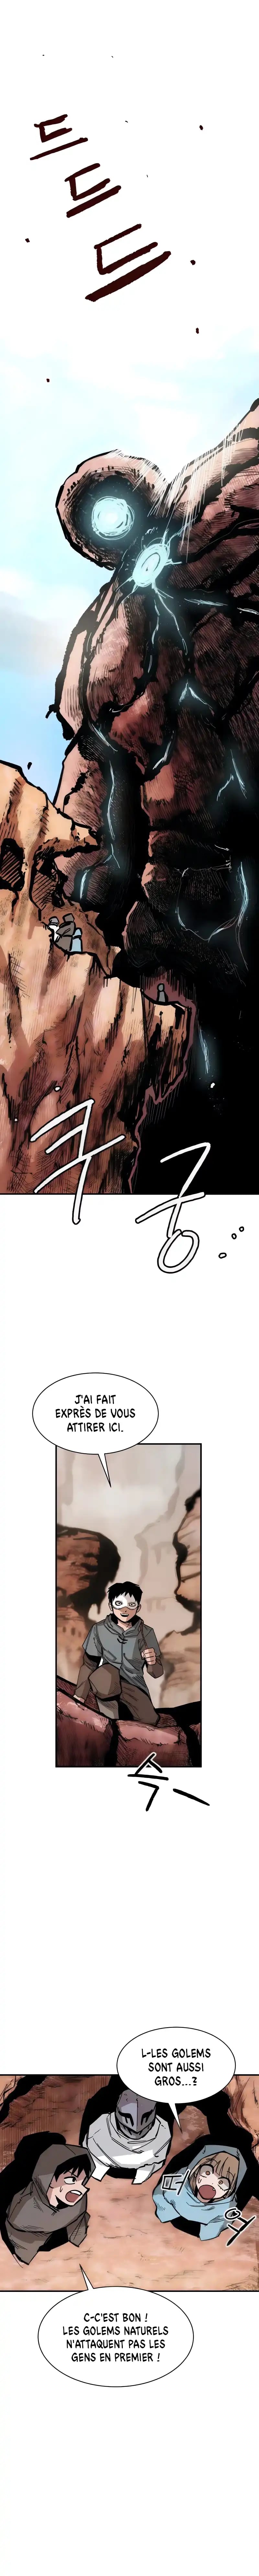 드
드
드
쿠
궁
J'AI FAIT
EXPRÈS DE VOUS
ATTIRER ICI.
슥
L-LES GOLEMS
SONT AUSSI
GROS...?
C-C'EST BON !
LES GOLEMS NATURELS
N'ATTAQUENT PAS LES
GENS EN PREMIER !